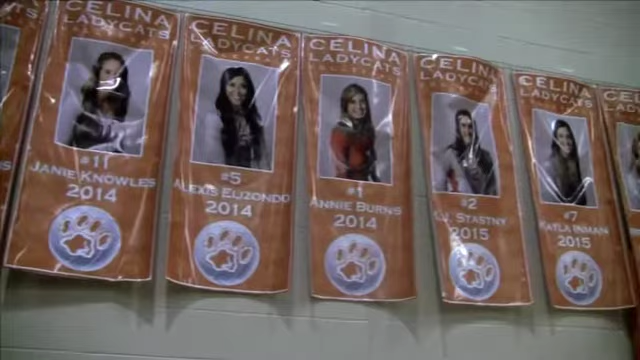 CELINA
LADYCATS
#11
JANIE KNOWLES
2014
CELINA
LADYCATS
#5
ALEXIS ELIZONDO
2014
CELINA
LADYCATS
#1
ANNIE BURNS
2014
CELINA
LADYCATS
#2
STASTNY
2015
CELINA
LADYCATS
#7
KAYLA INMAN
2015